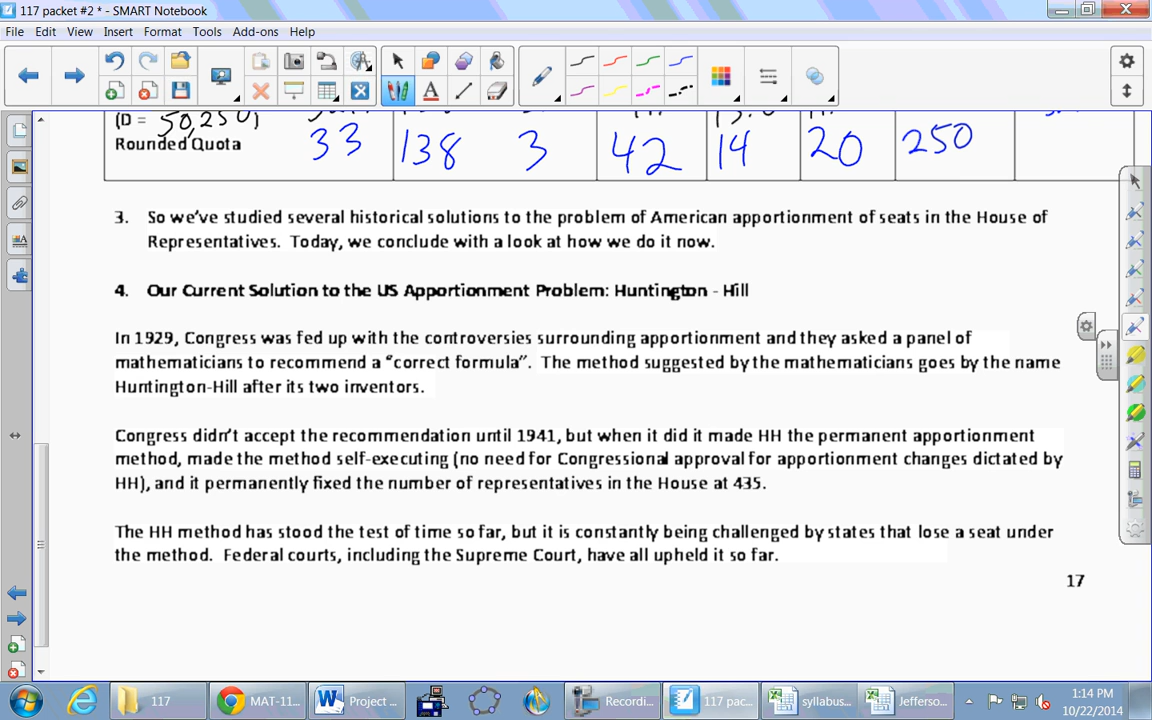 117 packet #2 * - SMART Notebook
File Edit View Insert Format Tools Add-ons Help
(D = 50,250)
Rounded Quota 33 138 3 42 14 20 250
3. So we've studied several historical solutions to the problem of American apportionment of seats in the House of
Representatives. Today, we conclude with a look at how we do it now.
4. Our Current Solution to the US Apportionment Problem: Huntington - Hill
In 1929, Congress was fed up with the controversies surrounding apportionment and they asked a panel of
mathematicians to recommend a "correct formula". The method suggested by the mathematicians goes by the name
Huntington-Hill after its two inventors.
Congress didn't accept the recommendation until 1941, but when it did it made HH the permanent apportionment
method, made the method self-executing (no need for Congressional approval for apportionment changes dictated by
HH), and it permanently fixed the number of representatives in the House at 435.
The HH method has stood the test of time so far, but it is constantly being challenged by states that lose a seat under
the method. Federal courts, including the Supreme Court, have all upheld it so far.
17
117 MAT-11... Project ... Recordi... 117 pac... syllabus... Jefferso...
1:14 PM
10/22/2014